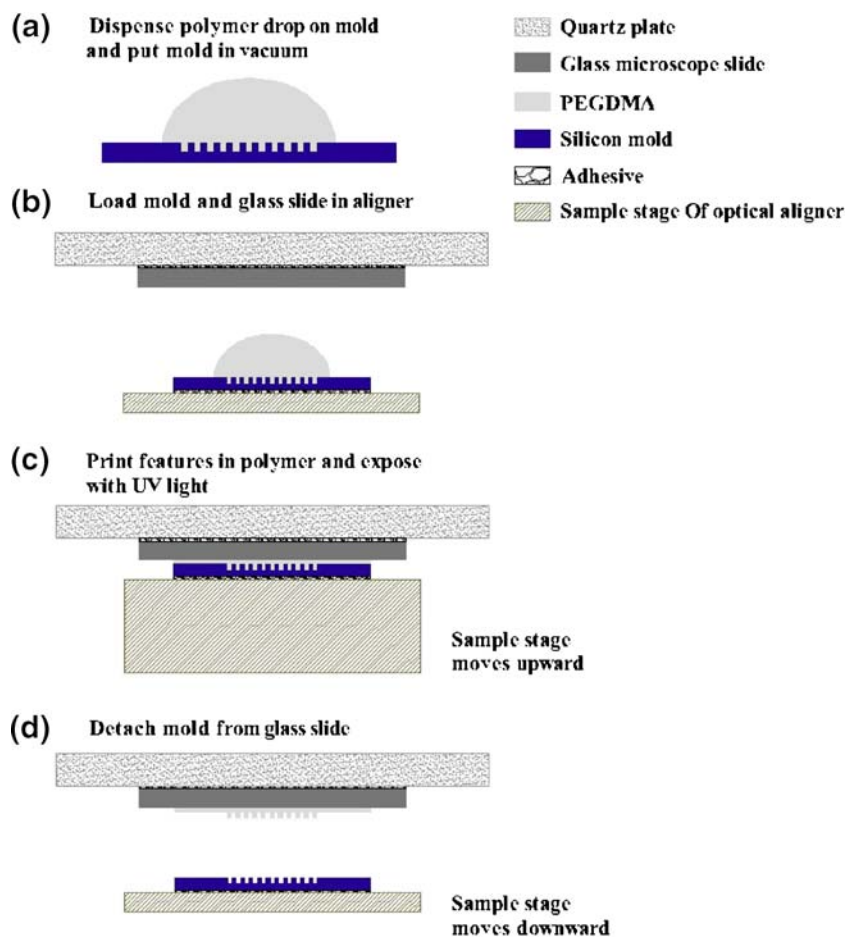 (a) Dispense polymer drop on mold
and put mold in vacuum
Quartz plate
Glass microscope slide
PEGDMA
Silicon mold
Adhesive
Sample stage Of optical aligner
(b) Load mold and glass slide in aligner
(c) Print features in polymer and expose
with UV light
Sample stage
moves upward
(d) Detach mold from glass slide
Sample stage
moves downward